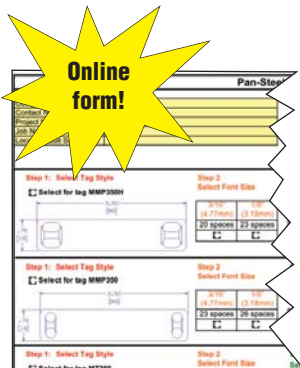 Online
form!
Pan-Steel
Contact
Project
Job N
Step 1: Select Tag Style
Step 2
Select Font Size
Select for tag MMP350H
3/16" 1/8"
(4.77mm) (3.18mm)
20 spaces 23 spaces
Step 1: Select Tag Style
Step 2
Select Font Size
Select for tag MMP350
3/16" 1/8"
(4.77mm) (3.18mm)
23 spaces 26 spaces
Step 1: Select Tag Style
Step 2
Select Font Size